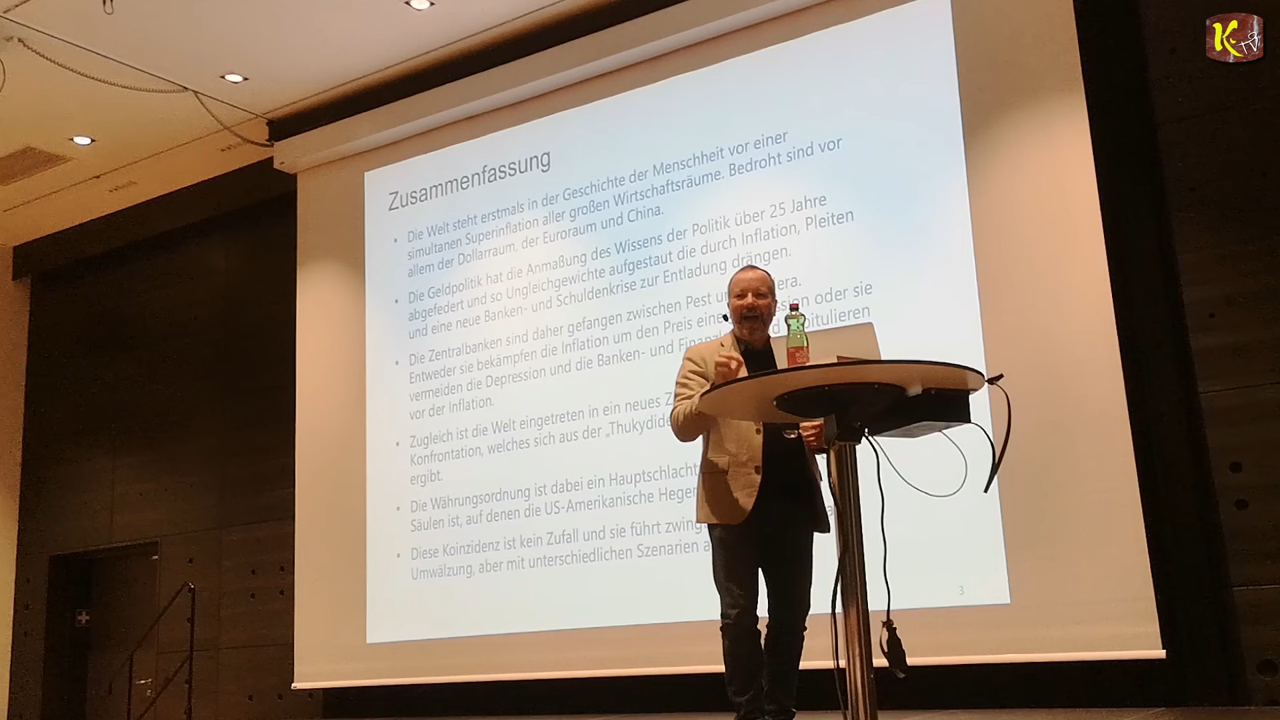 Zusammenfassung
• Die Welt steht erstmals in der Geschichte der Menschheit vor einer
simultanen Superinflation aller großen Wirtschaftsräume. Bedroht sind vor
allem der Dollarraum, der Euroraum und China.
• Die Geldpolitik hat die Anmaßung des Wissens der Politik über 25 Jahre
abgefedert und so Ungleichgewichte aufgestaut die durch Inflation, Pleiten
und eine neue Banken- und Schuldenkrise zur Entladung drängen.
• Die Zentralbanken sind daher gefangen zwischen Pest
Entweder sie bekämpfen die Inflation um den Preis oder sie
vermeiden die Depression und die Banken- und
vor der Inflation.
• Zugleich ist die Welt eingetreten in ein neues
Konfrontation, welches sich aus der
ergibt.
• Die Währungsordnung ist dabei ein
Säulen ist, auf denen die US-Amerikanische
• Diese Koinzidenz ist kein Zufall und sie führt
Umwälzung, aber mit unterschiedlichen Szenarien
3
K
TV